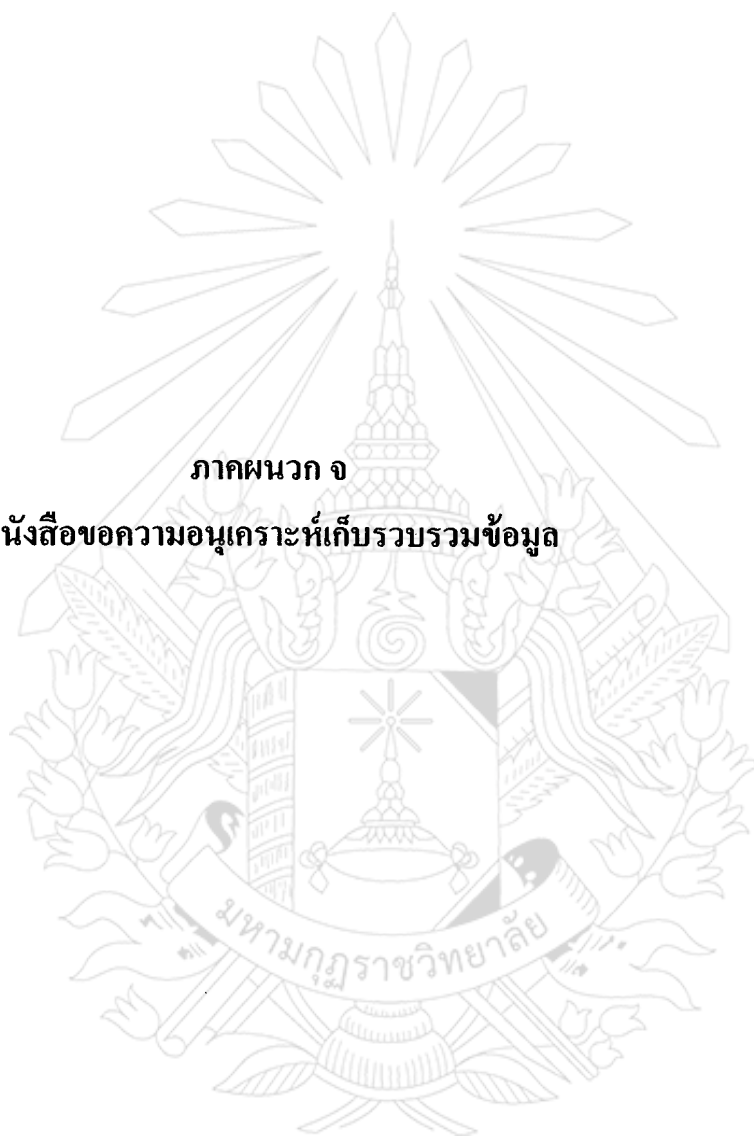 ภาคผนวก จ
นังสือขอความอนุเคราะห์เก็บรวบรวมข้อมูล
มหามกุฏราชวิทยาลัย